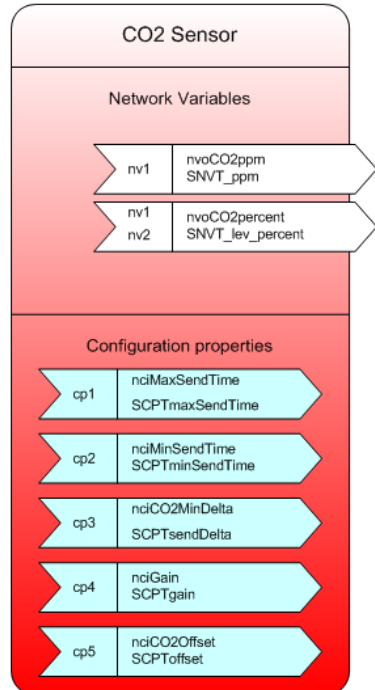 CO2 Sensor
Network Variables
nv1
nvoCO2ppm
SNVT_ppm
nv1
nv2
nvoCO2percent
SNVT_lev_percent
Configuration properties
cp1
nciMaxSendTime
SCPTmaxSendTime
cp2
nciMinSendTime
SCPTminSendTime
cp3
nciCO2MinDelta
SCPTsendDelta
cp4
nciGain
SCPTgain
cp5
nciCO2Offset
SCPToffset